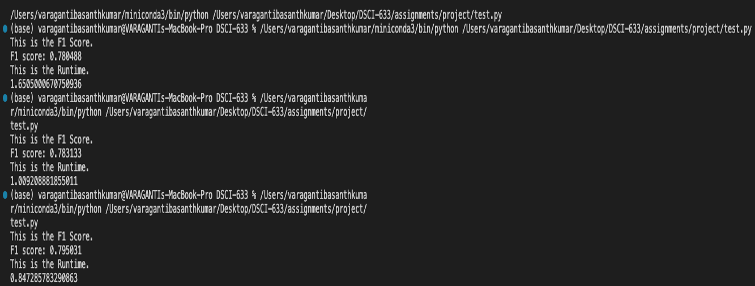 /Users/varagantibasanthkumar/miniconda3/bin/python /Users/varagantibasanthkumar/Desktop/DSCI-633/assignments/project/test.py
(base) varagantibasanthkumar@VARAGANTIs-MacBook-Pro DSCI-633 % /Users/varagantibasanthkumar/miniconda3/bin/python /Users/varagantibasanthkumar/Desktop/DSCI-633/assignments/project/test.py
This is the F1 Score.
F1 score: 0.780488
This is the Runtime.
1.6505000670750936
(base) varagantibasanthkumar@VARAGANTIs-MacBook-Pro DSCI-633 % /Users/varagantibasanthkuma
r/miniconda3/bin/python /Users/varagantibasanthkumar/Desktop/DSCI-633/assignments/project/
test.py
This is the F1 Score.
F1 score: 0.783133
This is the Runtime.
1.009208881855011
(base) varagantibasanthkumar@VARAGANTIs-MacBook-Pro DSCI-633 % /Users/varagantibasanthkuma
r/miniconda3/bin/python /Users/varagantibasanthkumar/Desktop/DSCI-633/assignments/project/
test.py
This is the F1 Score.
F1 score: 0.795031
This is the Runtime.
0.847285783290863